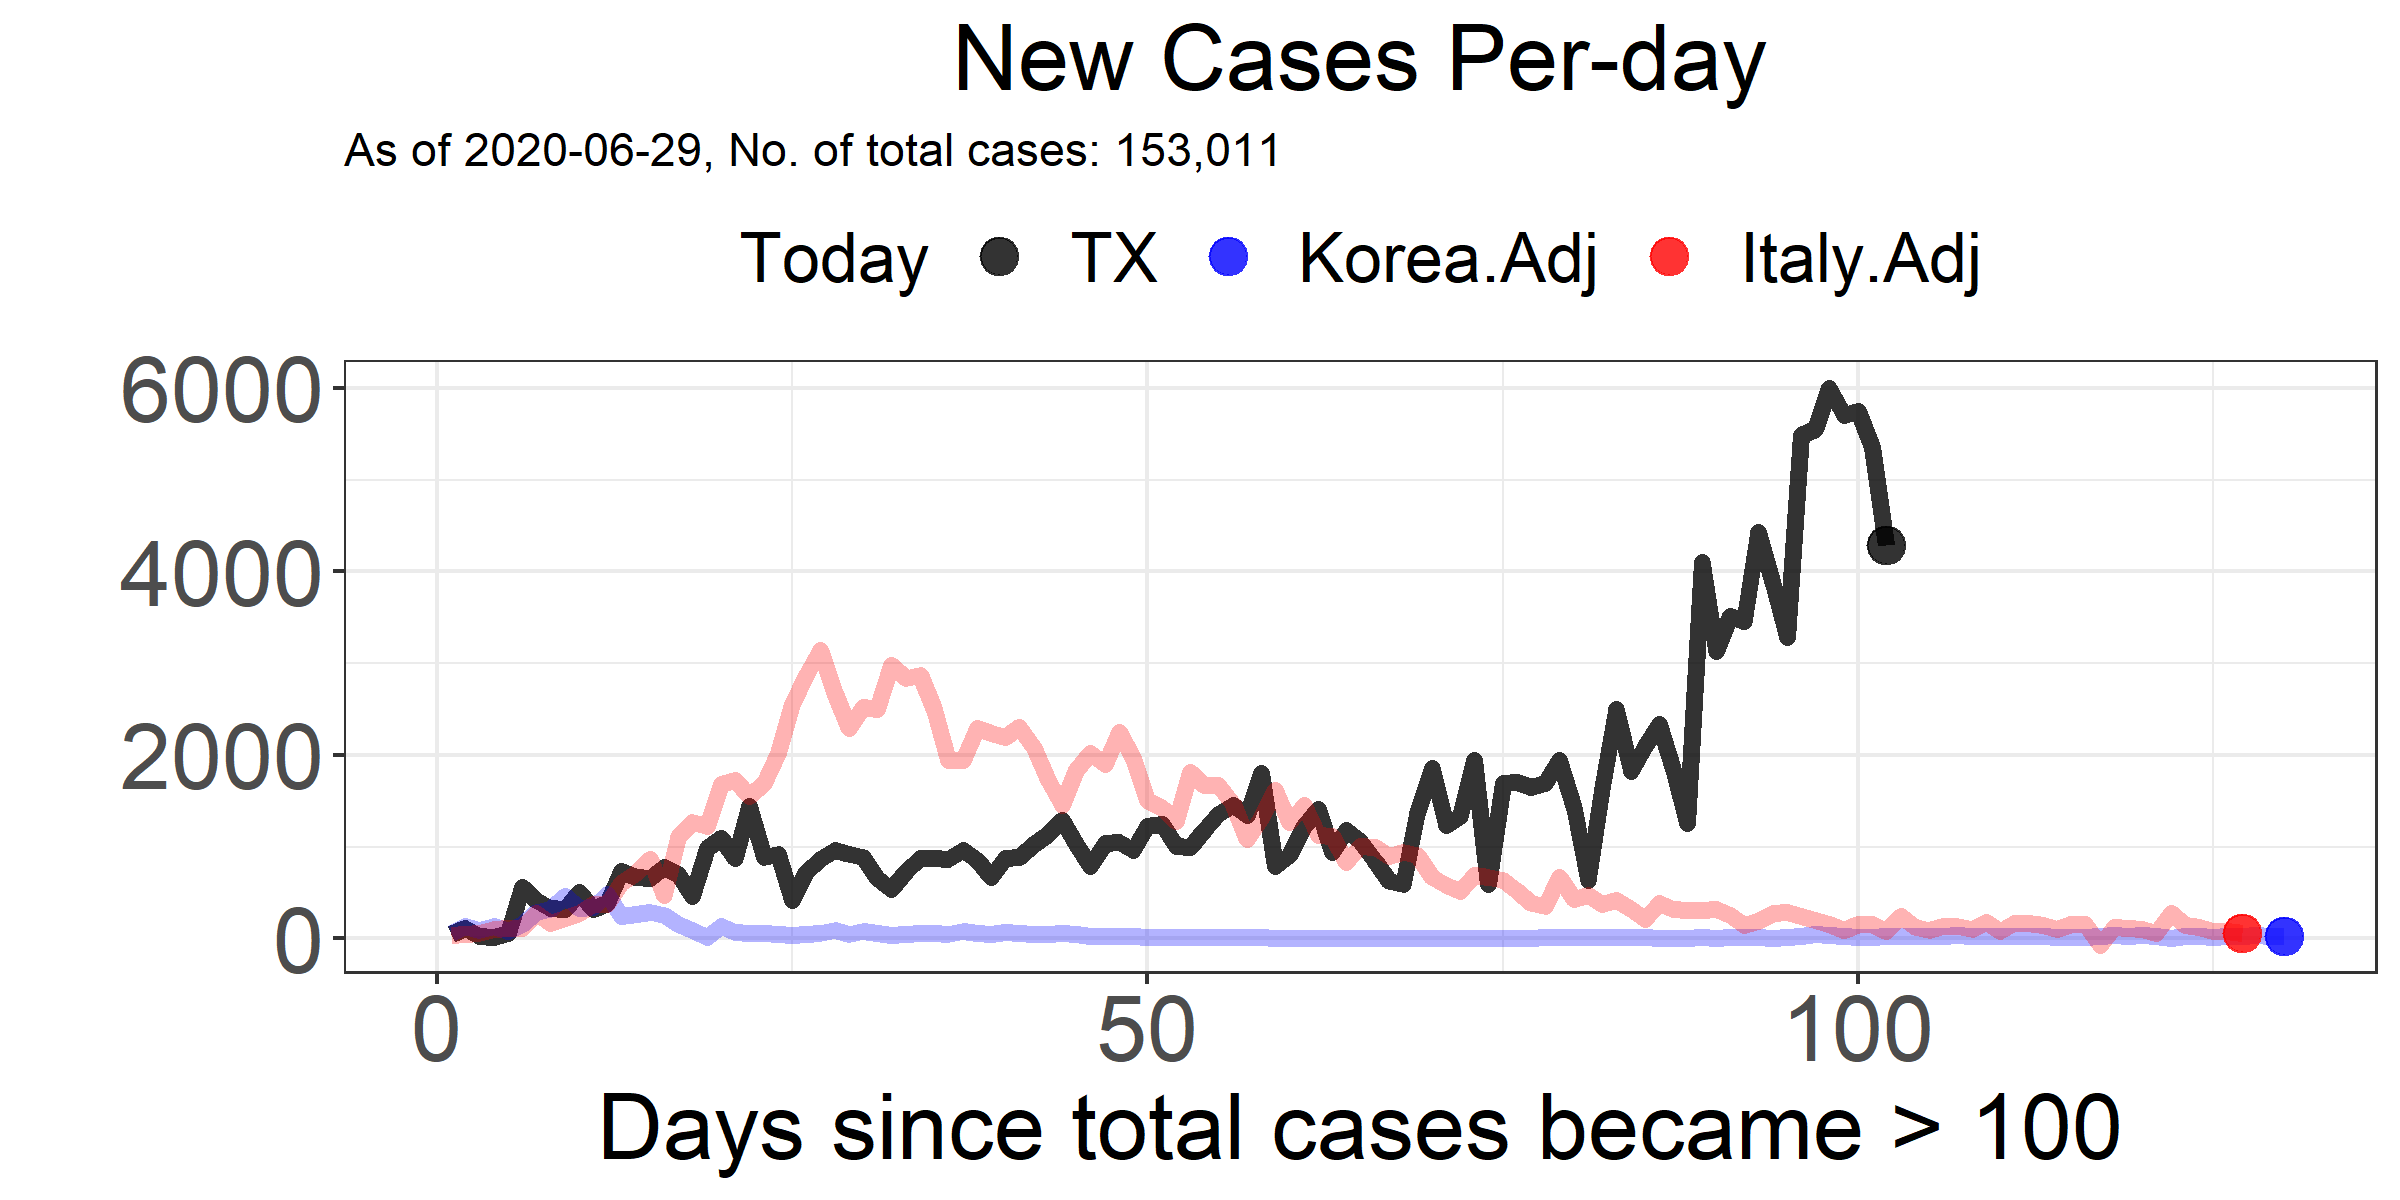 New Cases Per-day
As of 2020-06-29, No. of total cases: 153,011
Today TX Korea.Adj Italy.Adj
6000
4000
2000
0
0 50 100
Days since total cases became > 100